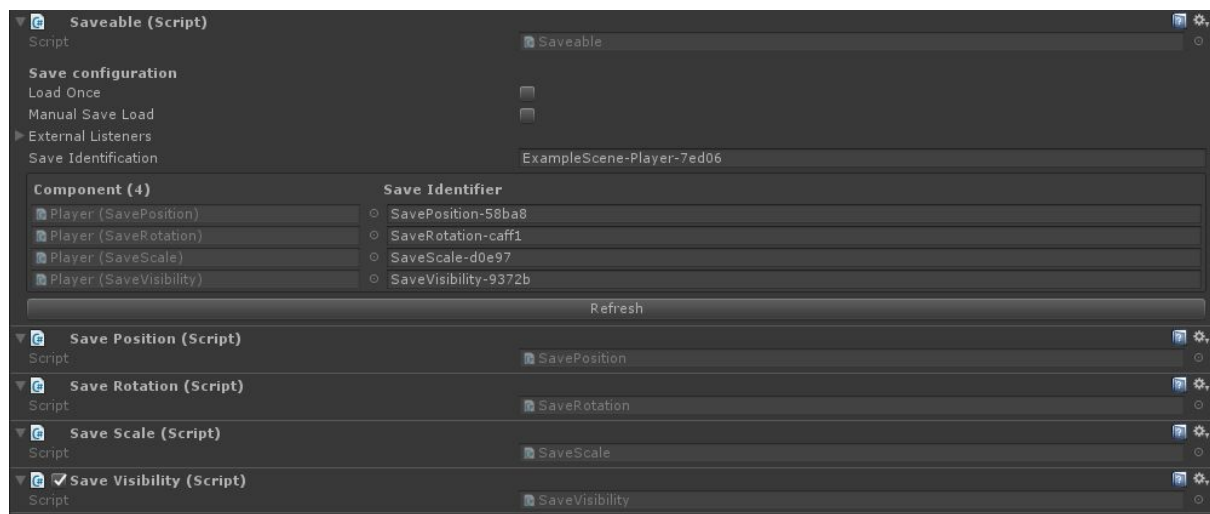 Saveable (Script)
Script Saveable
Save configuration
Load Once
Manual Save Load
External Listeners
Save Identification ExampleScene-Player-7ed06
Component (4) Save Identifier
Player (SavePosition) SavePosition-58ba8
Player (SaveRotation) SaveRotation-caff1
Player (SaveScale) SaveScale-d0e97
Player (SaveVisibility) SaveVisibility-9372b
Refresh
Save Position (Script)
Script SavePosition
Save Rotation (Script)
Script SaveRotation
Save Scale (Script)
Script SaveScale
Save Visibility (Script)
Script SaveVisibility